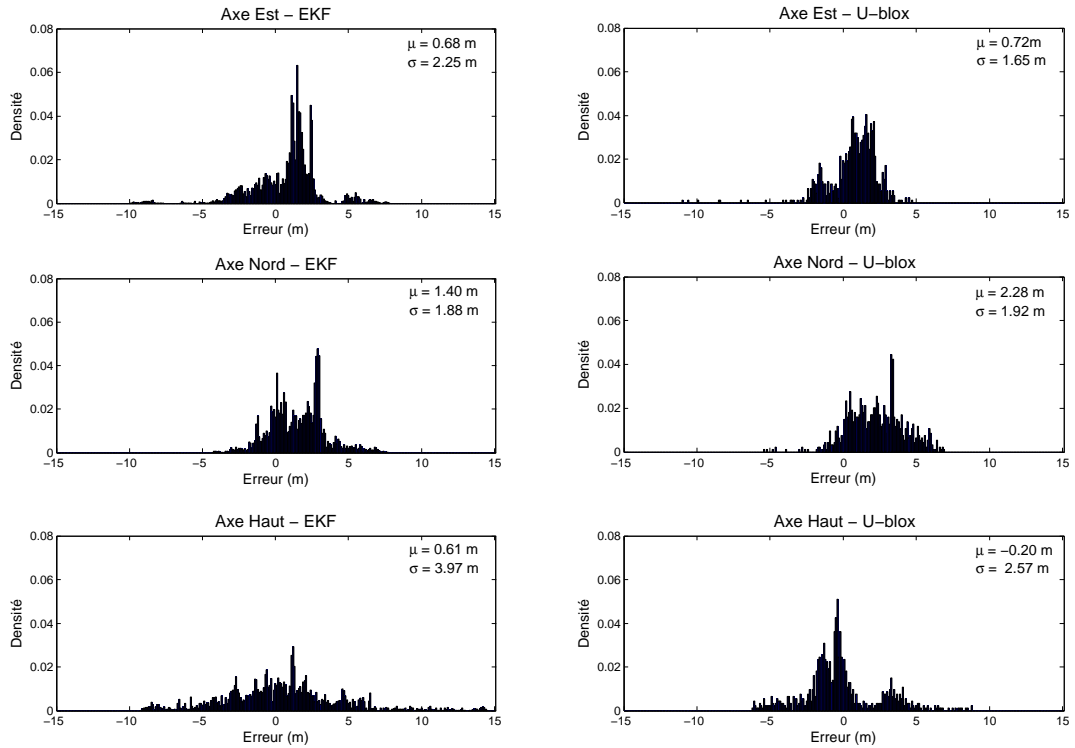 Axe Est – EKF
0.08
0.06
0.04
0.02
0
Densité
μ = 0.68 m
σ = 2.25 m
−15 −10 −5 0 5 10 15
Erreur (m)
Axe Est – U−blox
0.08
0.06
0.04
0.02
0
Densité
μ = 0.72m
σ = 1.65 m
−15 −10 −5 0 5 10 15
Erreur (m)
Axe Nord – EKF
0.08
0.06
0.04
0.02
0
Densité
μ = 1.40 m
σ = 1.88 m
−15 −10 −5 0 5 10 15
Erreur (m)
Axe Nord – U−blox
0.08
0.06
0.04
0.02
0
Densité
μ = 2.28 m
σ = 1.92 m
−15 −10 −5 0 5 10 15
Erreur (m)
Axe Haut – EKF
0.08
0.06
0.04
0.02
0
Densité
μ = 0.61 m
σ = 3.97 m
−15 −10 −5 0 5 10 15
Erreur (m)
Axe Haut – U−blox
0.08
0.06
0.04
0.02
0
Densité
μ = −0.20 m
σ = 2.57 m
−15 −10 −5 0 5 10 15
Erreur (m)